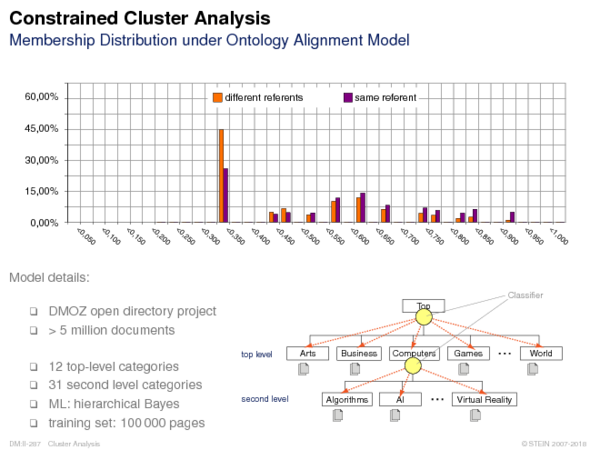 Constrained Cluster Analysis
Membership Distribution under Ontology Alignment Model
different referents same referent
60,00%
45,00%
30,00%
15,00%
0,00%
<0,050 <0,100 <0,150 <0,200 <0,250 <0,300 <0,350 <0,400 <0,450 <0,500 <0,550 <0,600 <0,650 <0,700 <0,750 <0,800 <0,850 <0,900 <0,950 <1,000
Model details:
❑ DMOZ open directory project
❑ > 5 million documents
❑ 12 top-level categories
❑ 31 second level categories
❑ ML: hierarchical Bayes
❑ training set: 100 000 pages
Classifier
Top
top level Arts Business Computers Games ••• World
second level Algorithms AI ••• Virtual Reality
DM:II-287 Cluster Analysis © STEIN 2007-2018